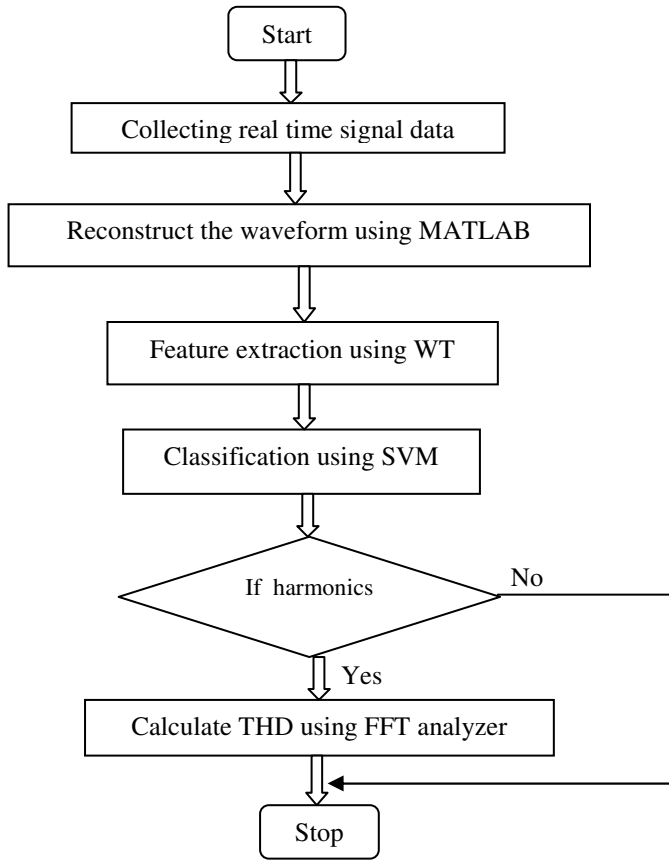 Start
Collecting real time signal data
Reconstruct the waveform using MATLAB
Feature extraction using WT
Classification using SVM
If harmonics
No
Yes
Calculate THD using FFT analyzer
Stop